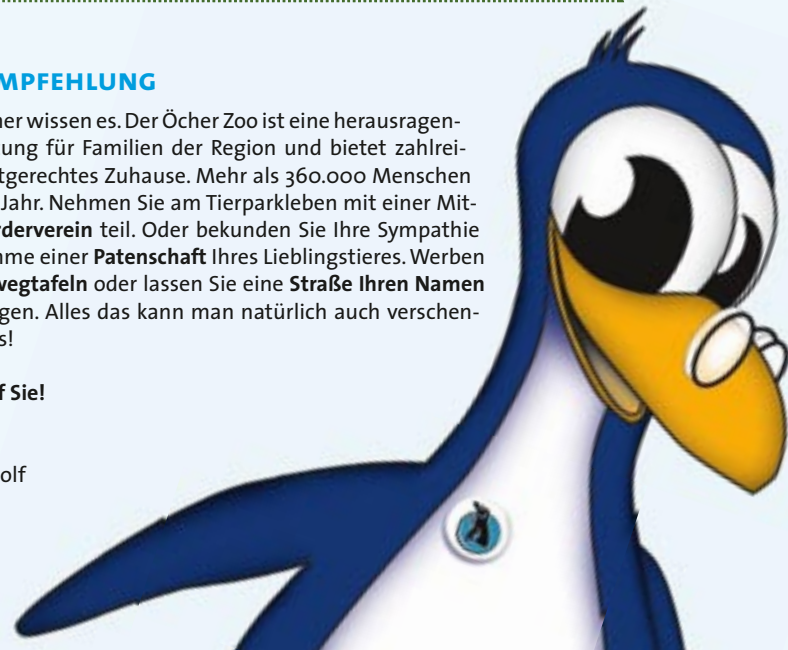 MPFEHLUNG
ner wissen es. Der Öcher Zoo ist eine herausragen-
ung für Familien der Region und bietet zahlrei-
tgerechtes Zuhause. Mehr als 360.000 Menschen
Jahr. Nehmen Sie am Tierparkleben mit einer Mit-
rderverein teil. Oder bekunden Sie Ihre Sympathie
hme einer Patenschaft Ihres Lieblingstieres. Werben
wegtafeln oder lassen Sie eine Straße Ihren Namen
gen. Alles das kann man natürlich auch verschen-
s!
f Sie!
olf